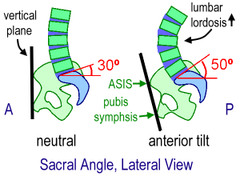 vertical
plane
lumbar
lordosis
30°
50°
ASIS
pubis
symphsis
A
P
neutral
anterior tilt
Sacral Angle, Lateral View